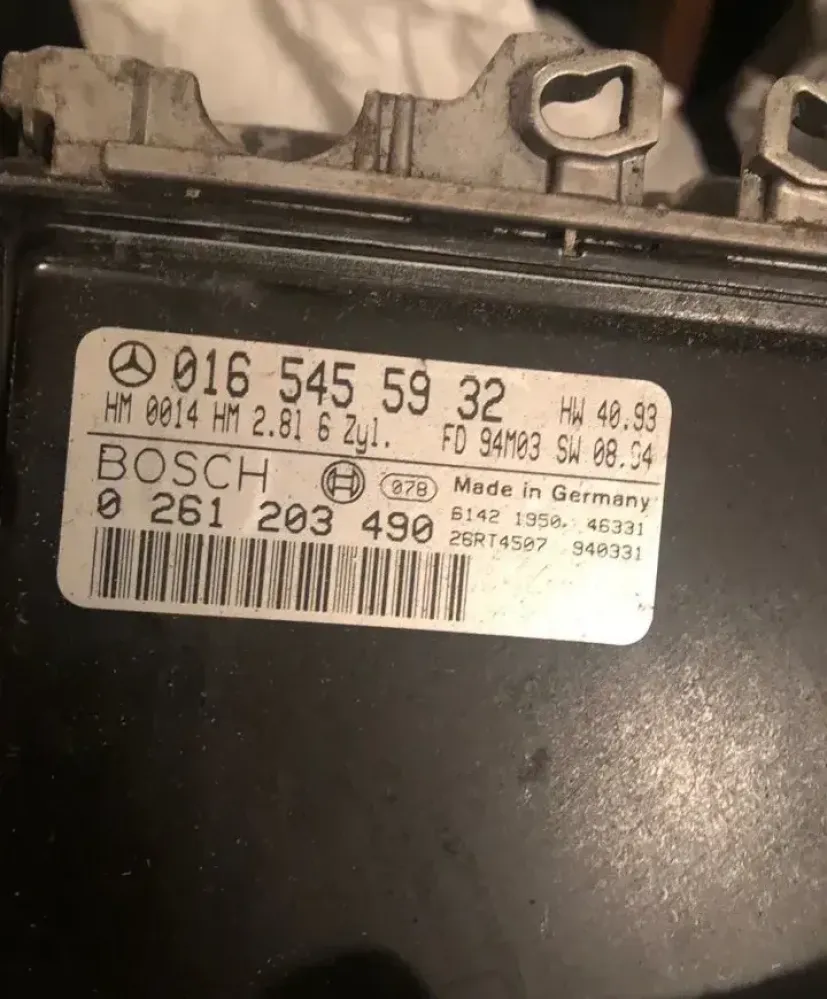 016 545 59 32 HW 40.93
HM 0014 HM 2.8l 6 Zyl. FD 94M03 SW 08.94
BOSCH 078 Made in Germany
0 261 203 490 6142 1950. 46331
26RT4507 940331